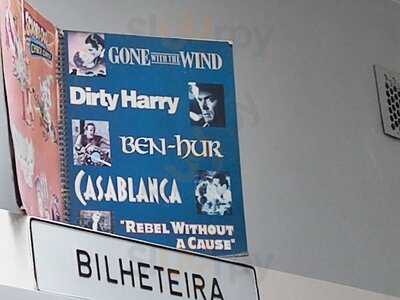 GONE WITH THE WIND
Dirty Harry
BEN-HUR
CASABLANCA
"REBEL WITHOUT
A CAUSE"
BILHETEIRA